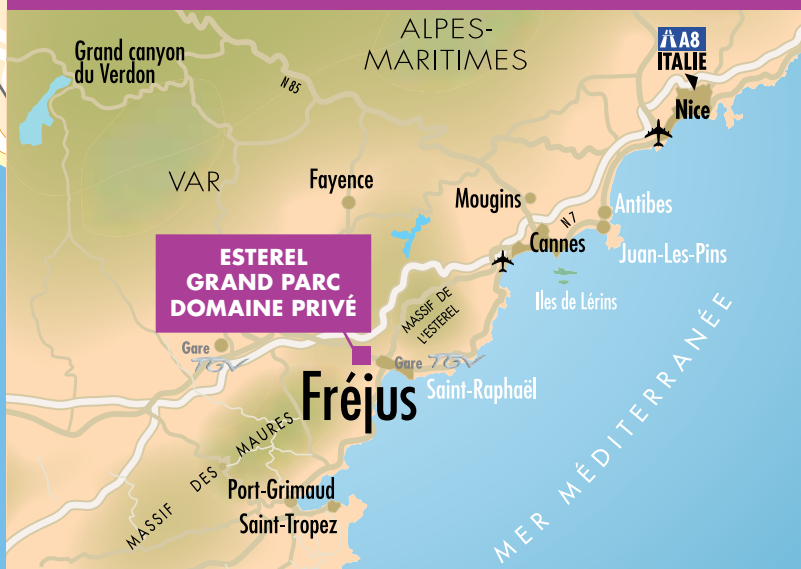 ALPES-
MARITIMES
Grand canyon
du Verdon
N 85
A8
ITALIE
Nice
VAR
Fayence
Mougins
N 7
Antibes
Cannes
Juan-Les-Pins
ESTEREL
GRAND PARC
DOMAINE PRIVÉ
MASSIF DE
L'ESTEREL
Iles de Lérins
Gare TGV
Gare TGV
Fréjus
Saint-Raphaël
MASSIF DES MAURES
Port-Grimaud
Saint-Tropez
MER MÉDITERRANÉE